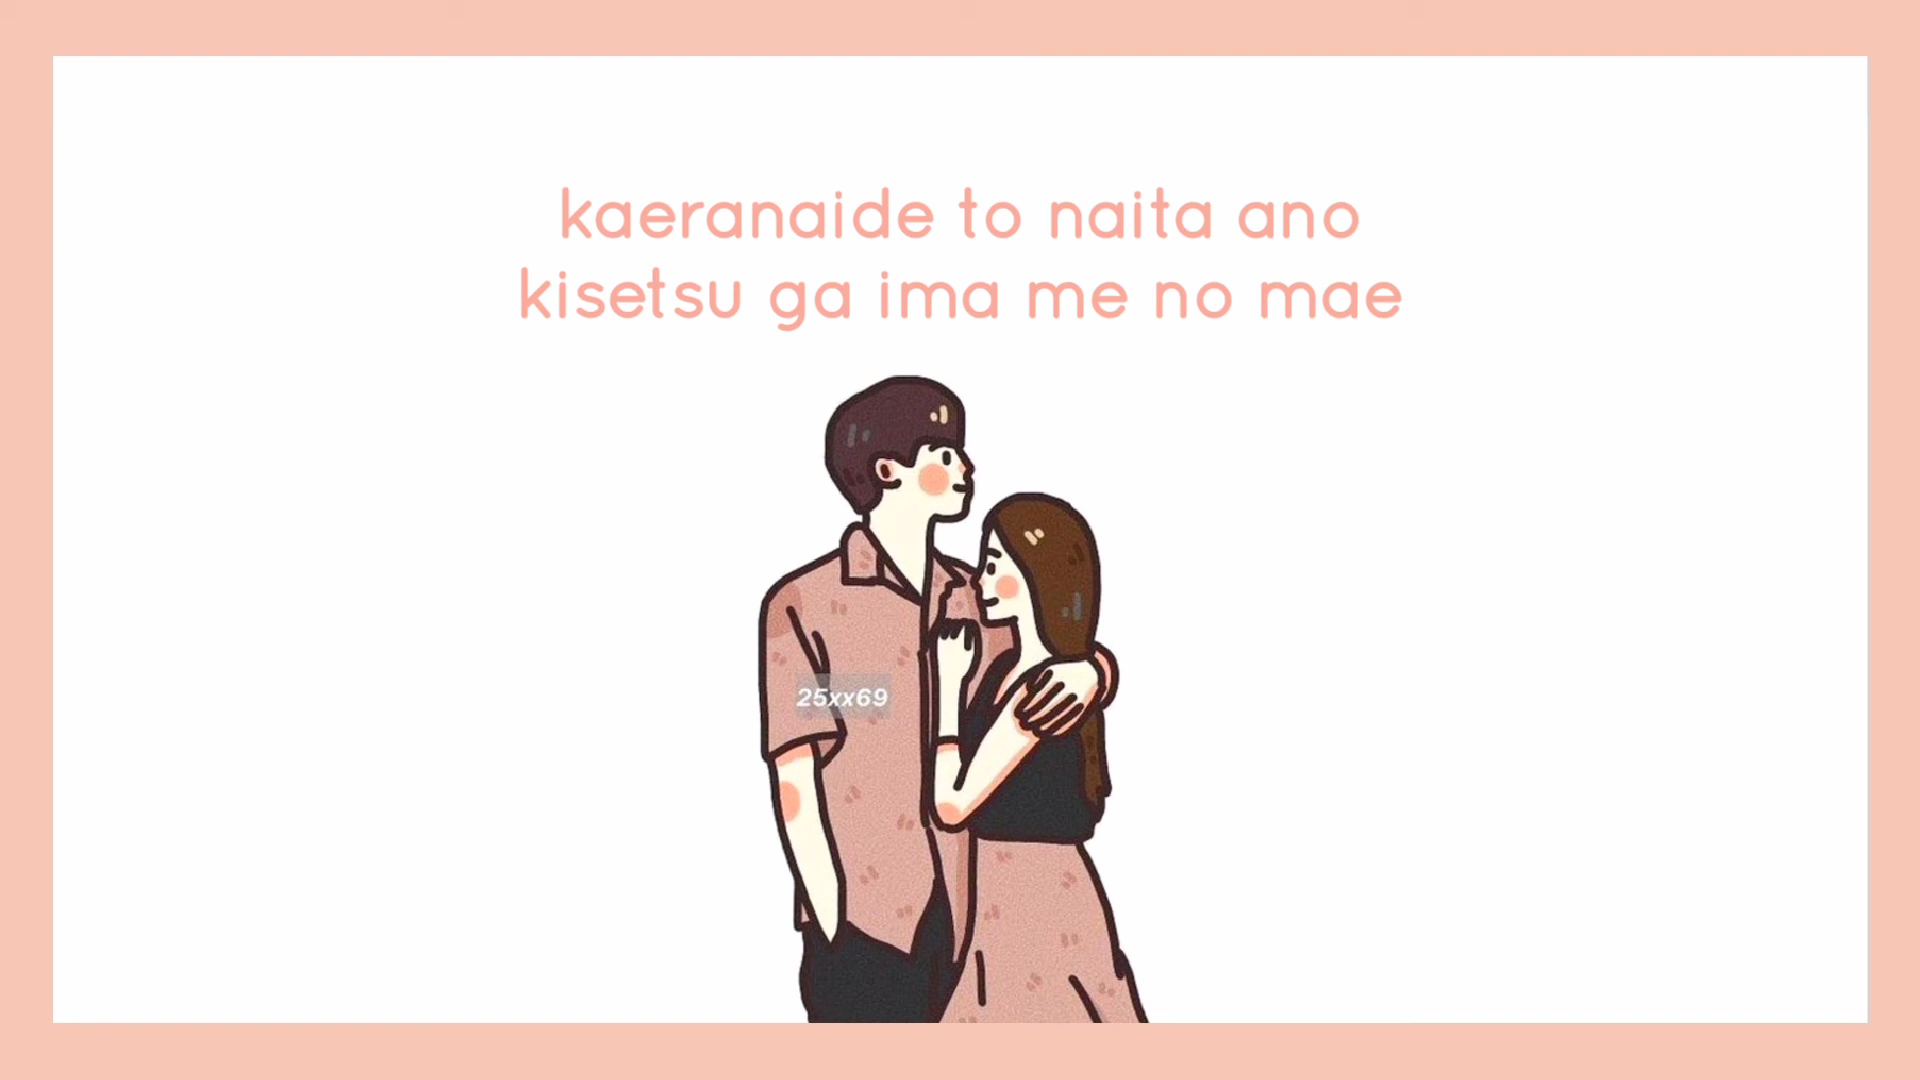 kaeranaide to naita ano
kisetsu ga ima me no mae
25xx69